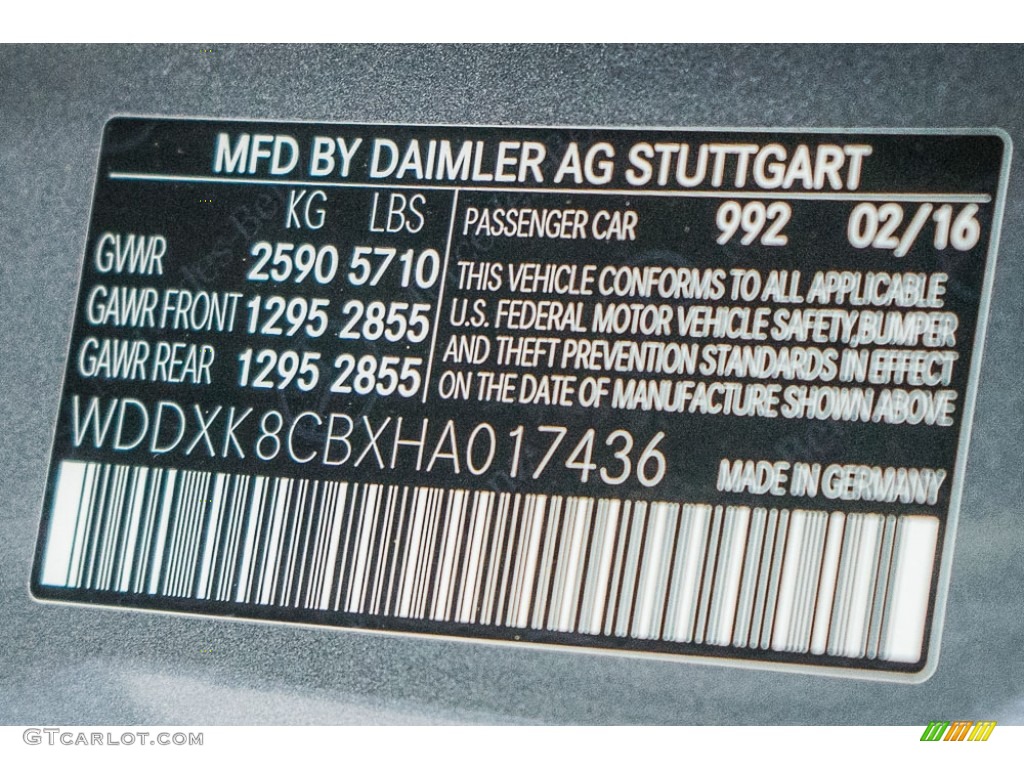 MFD BY DAIMLER AG STUTTGART
KG LBS
GVWR 2590 5710
GAWR FRONT 1295 2855
GAWR REAR 1295 2855
PASSENGER CAR 992 02/16
THIS VEHICLE CONFORMS TO ALL APPLICABLE
U.S. FEDERAL MOTOR VEHICLE SAFETY,BUMPER
AND THEFT PREVENTION STANDARDS IN EFFECT
ON THE DATE OF MANUFACTURE SHOWN ABOVE
WDDXK8CBXHA017436
MADE IN GERMANY
GTCARLOT.COM